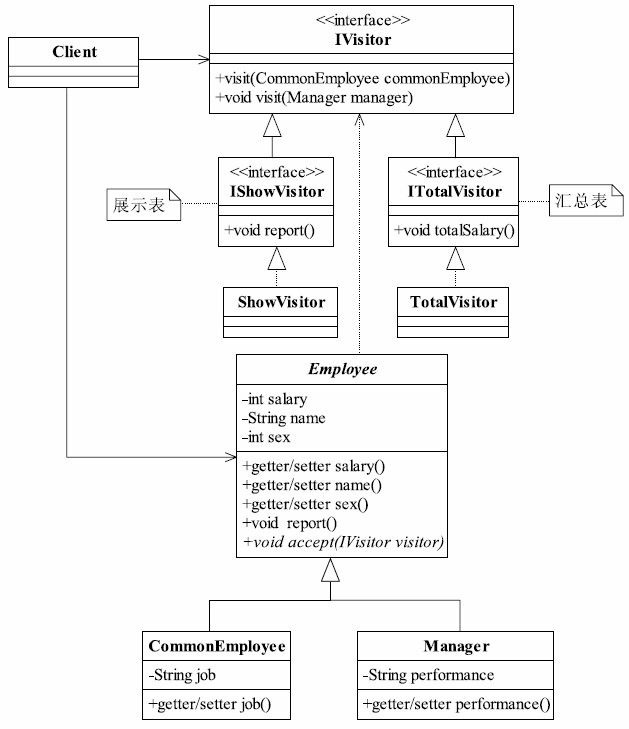 <<interface>>
IVisitor
+visit(CommonEmployee commonEmployee)
+void visit(Manager manager)
Client
<<interface>>
IShowVisitor
+void report()
展示表
<<interface>>
ITotalVisitor
+void totalSalary()
汇总表
ShowVisitor
TotalVisitor
Employee
-int salary
-String name
-int sex
+getter/setter salary()
+getter/setter name()
+getter/setter sex()
+void report()
+void accept(IVisitor visitor)
CommonEmployee
-String job
+getter/setter job()
Manager
-String performance
+getter/setter performance()